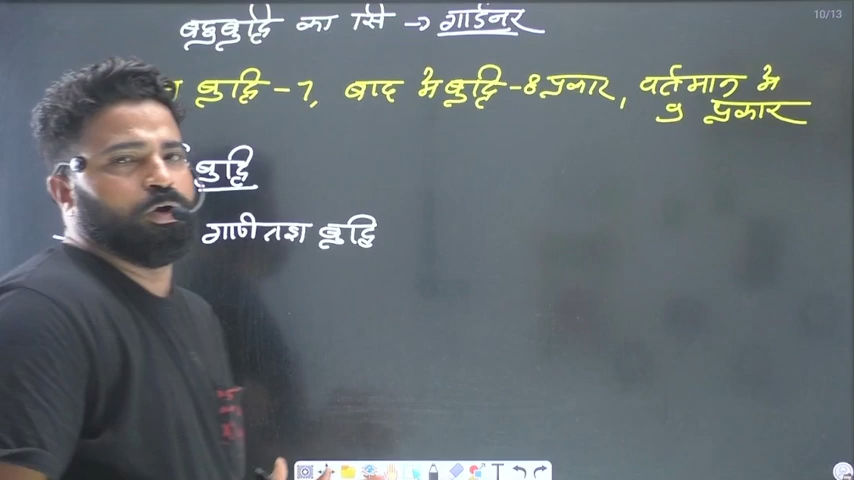 10/13
बहुबुद्धि का सि → गार्डनर
बुद्धि - 7, बाद मे बुद्धि - 8 प्रकार, वर्तमान मे
9 प्रकार
बुद्धि
गणितज्ञ बुद्धि